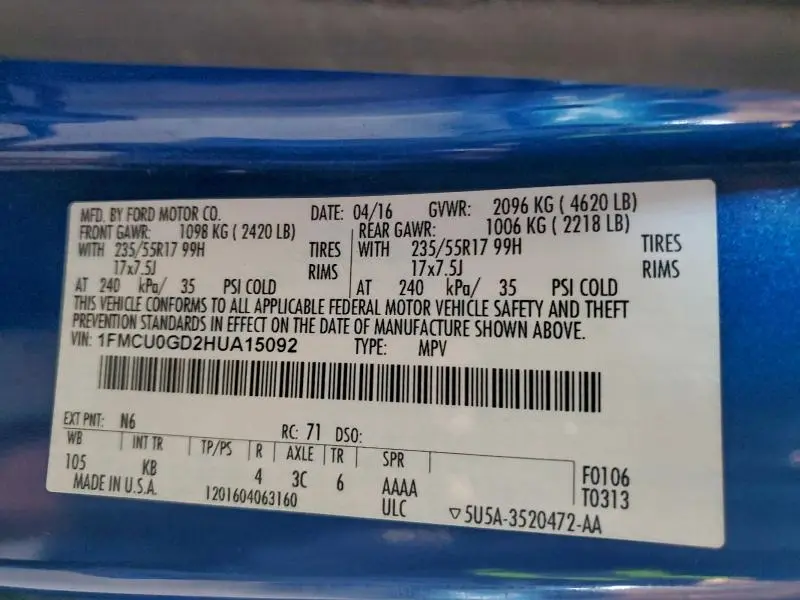 MFD. BY FORD MOTOR CO. DATE: 04/16 GVWR: 2096 KG ( 4620 LB)
FRONT GAWR: 1098 KG ( 2420 LB) REAR GAWR: 1006 KG ( 2218 LB)
WITH 235/55R17 99H TIRES WITH 235/55R17 99H TIRES
17x7.5J RIMS 17x7.5J RIMS
AT 240 kPa/ 35 PSI COLD AT 240 kPa/ 35 PSI COLD
THIS VEHICLE CONFORMS TO ALL APPLICABLE FEDERAL MOTOR VEHICLE SAFETY AND THEFT
PREVENTION STANDARDS IN EFFECT ON THE DATE OF MANUFACTURE SHOWN ABOVE.
VIN: 1FMCU0GD2HUA15092 TYPE: MPV
EXT PNT: N6 RC: 71 DSO:
WB INT TR TP/PS R AXLE TR SPR
105 KB 4 3C 6 AAAA F0106
MADE IN U.S.A. 1201604063160 ULC T0313
▽5U5A-3520472-AA